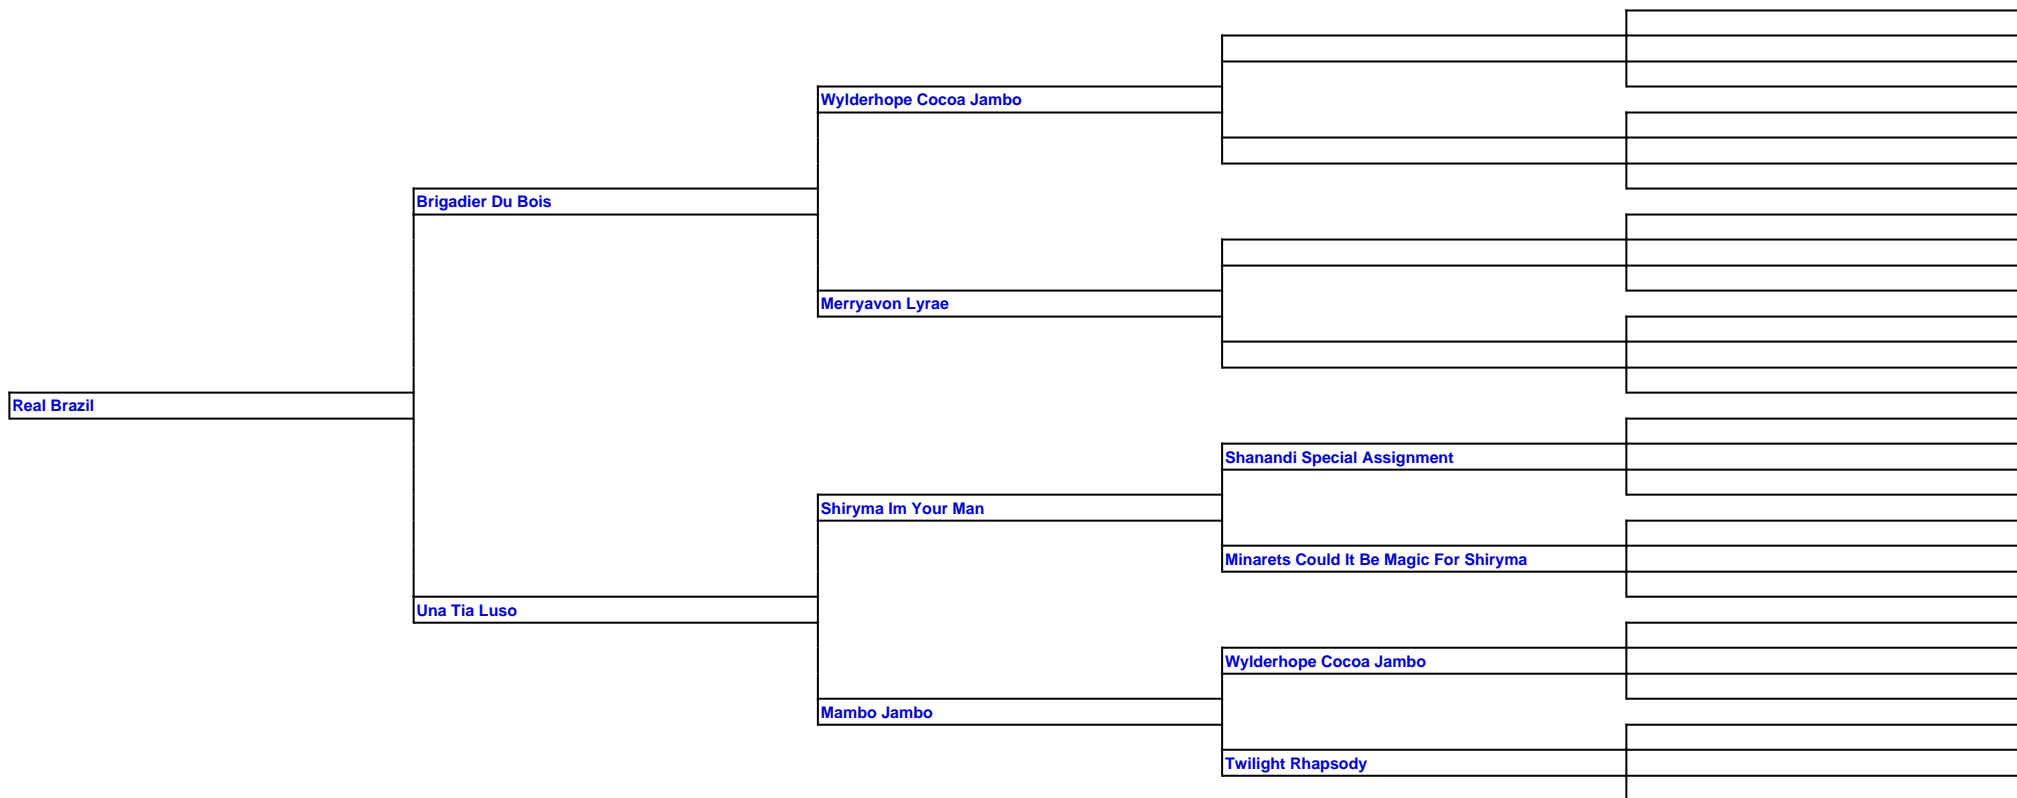 Wylderhope Cocoa Jambo
Brigadier Du Bois
Merryavon Lyrae
Real Brazil
Shanandi Special Assignment
Shiryma Im Your Man
Minarets Could It Be Magic For Shiryma
Una Tia Luso
Wylderhope Cocoa Jambo
Mambo Jambo
Twilight Rhapsody